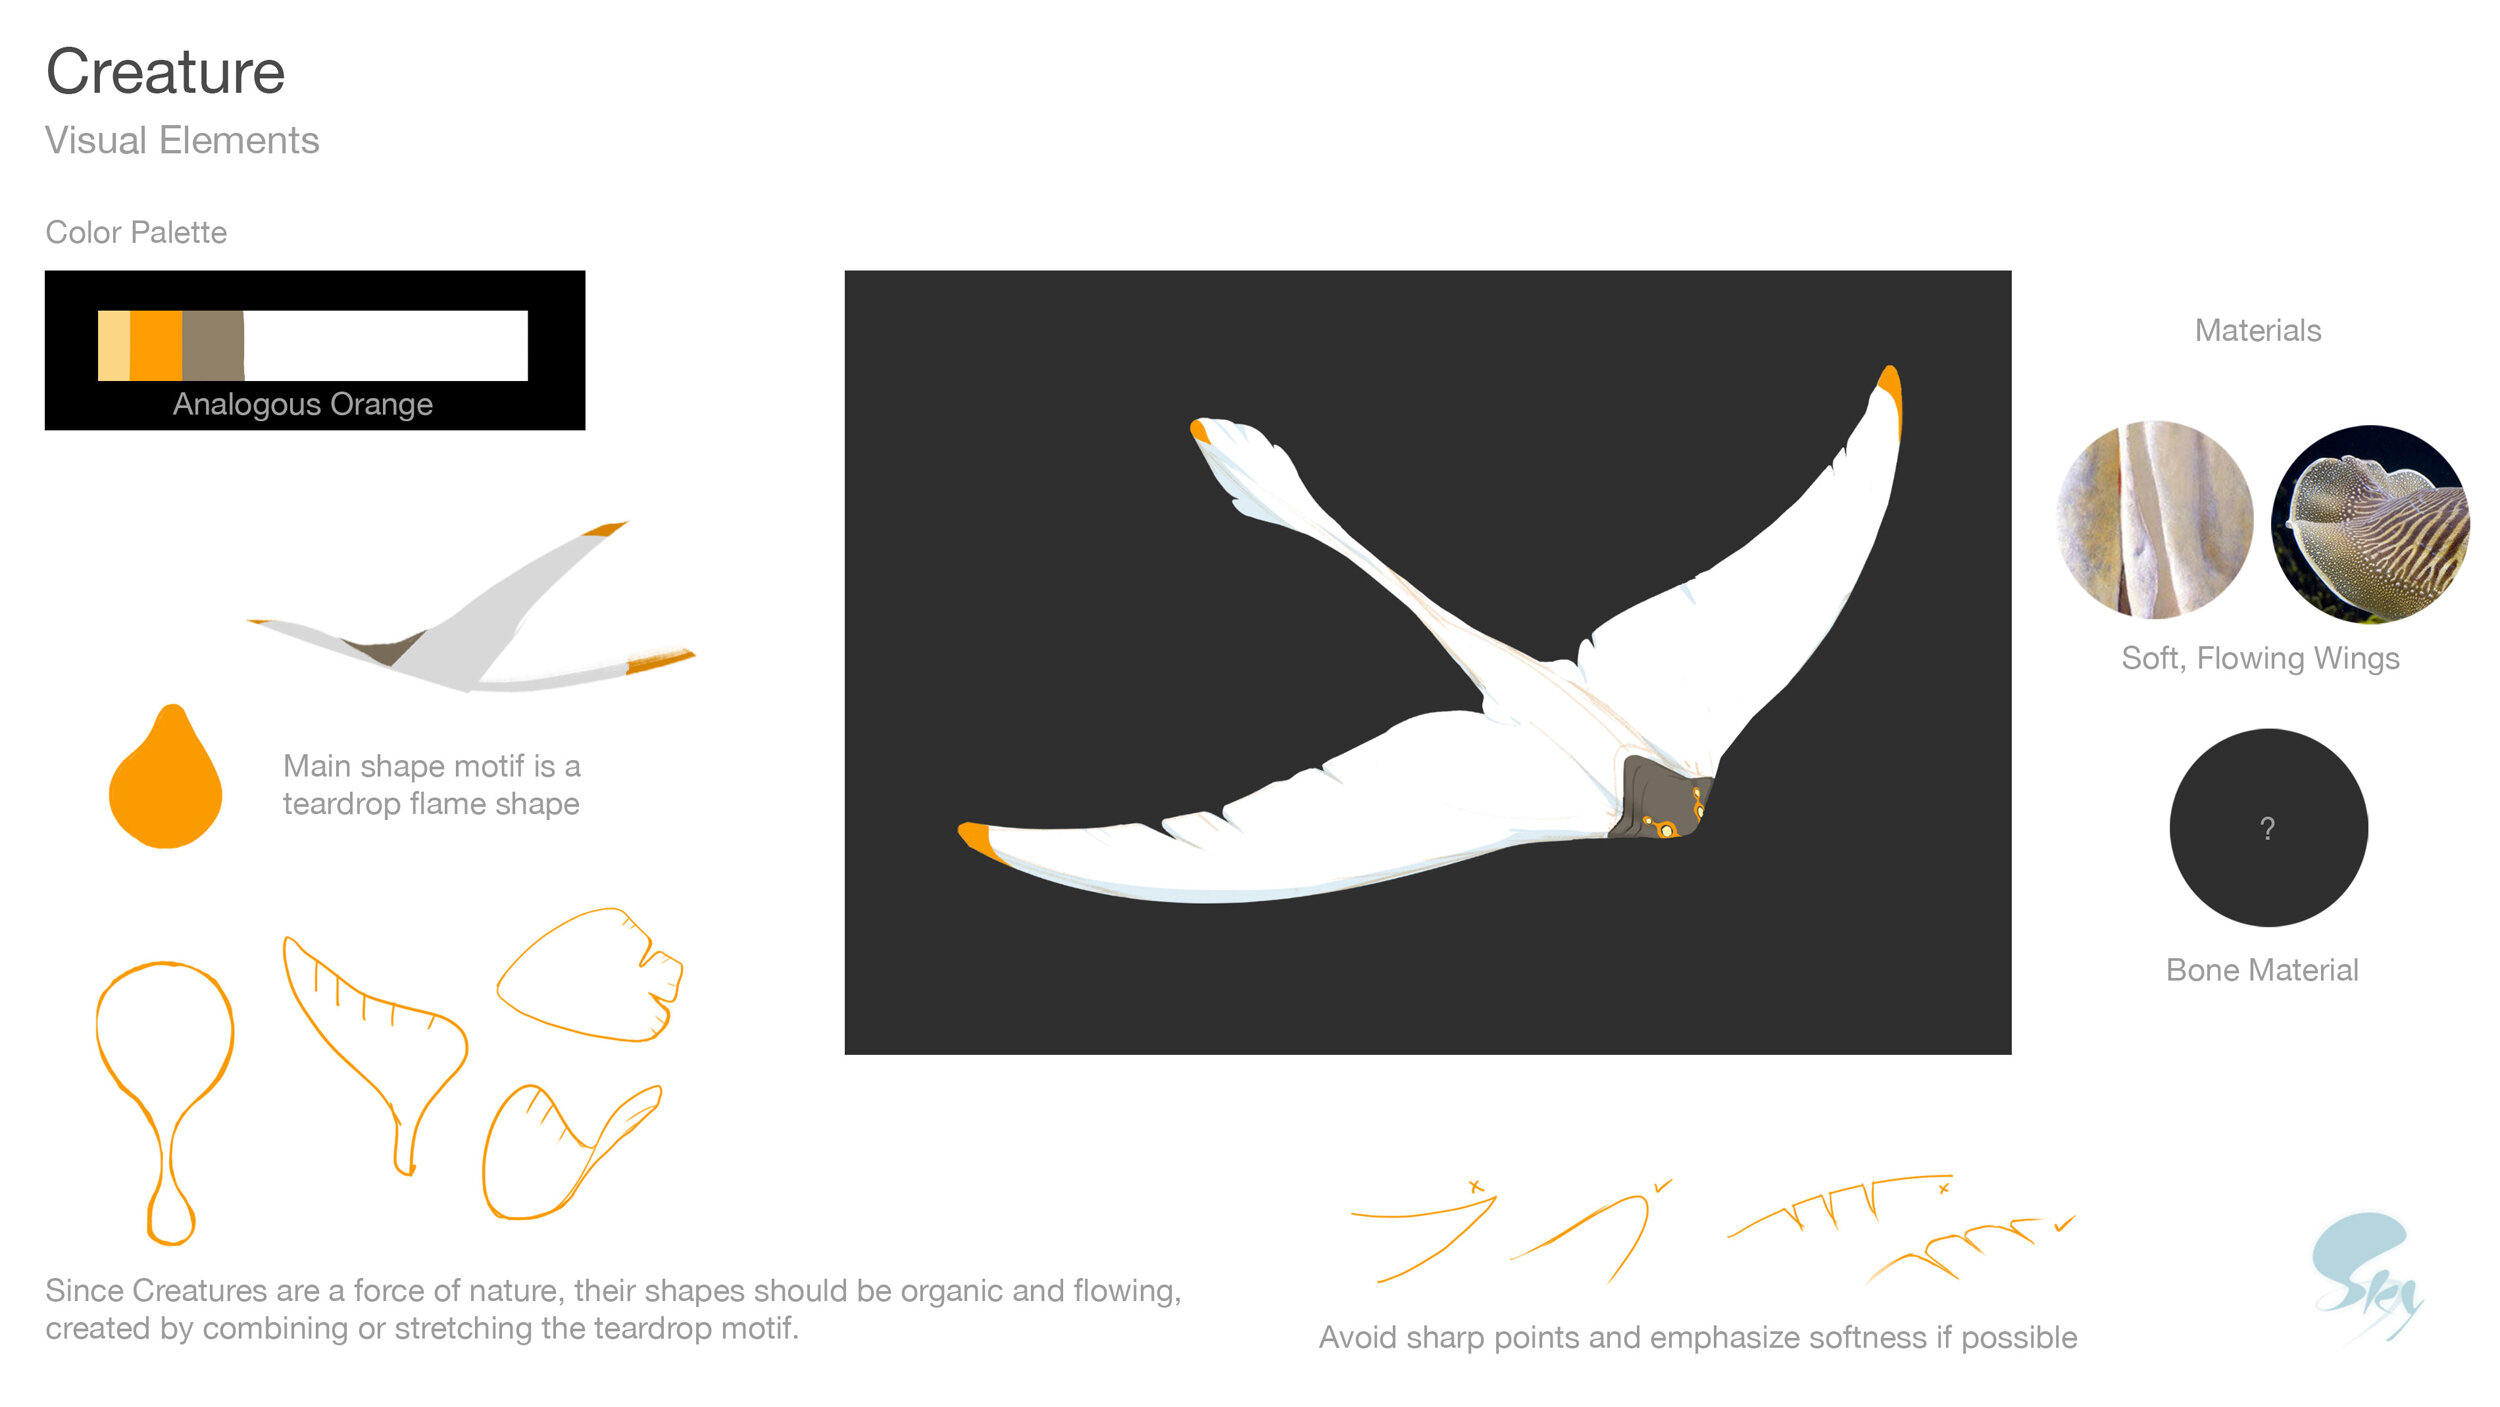 Creature
Visual Elements
Color Palette
Analogous Orange
Main shape motif is a
teardrop flame shape
Since Creatures are a force of nature, their shapes should be organic and flowing,
created by combining or stretching the teardrop motif.
Materials
Soft, Flowing Wings
?
Bone Material
Avoid sharp points and emphasize softness if possible
Sky